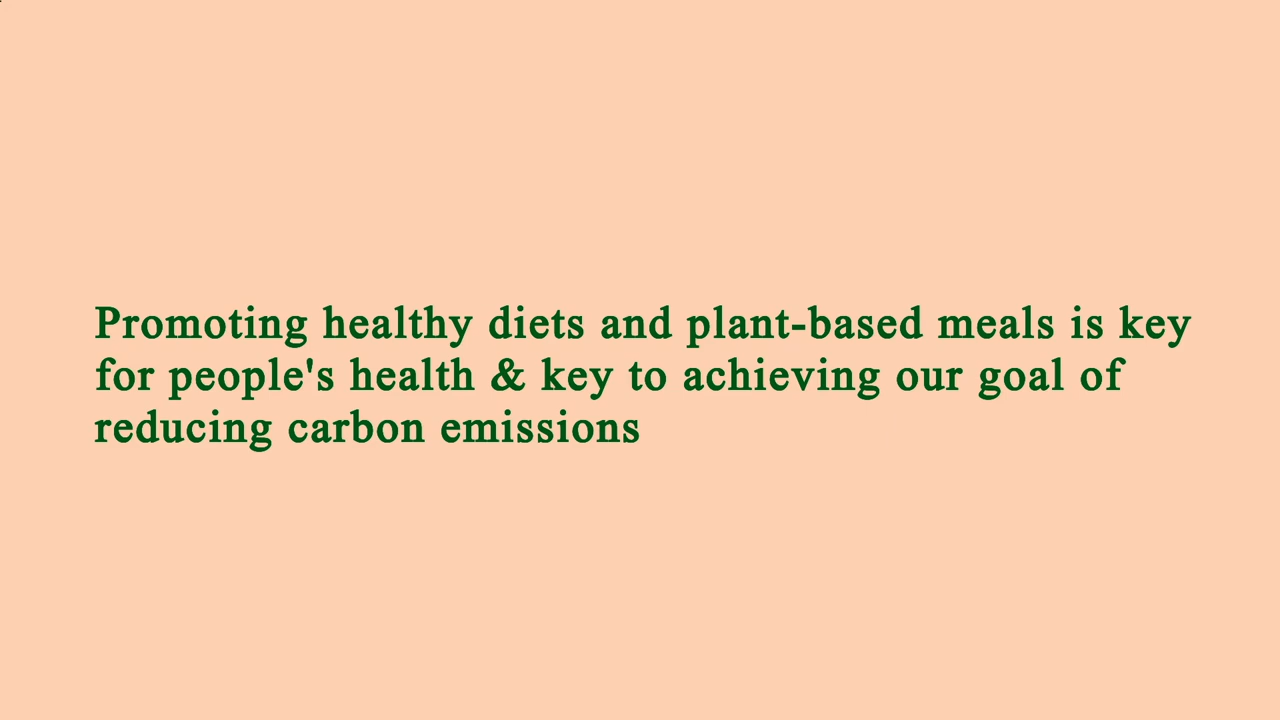 Promoting healthy diets and plant-based meals is key
for people's health & key to achieving our goal of
reducing carbon emissions